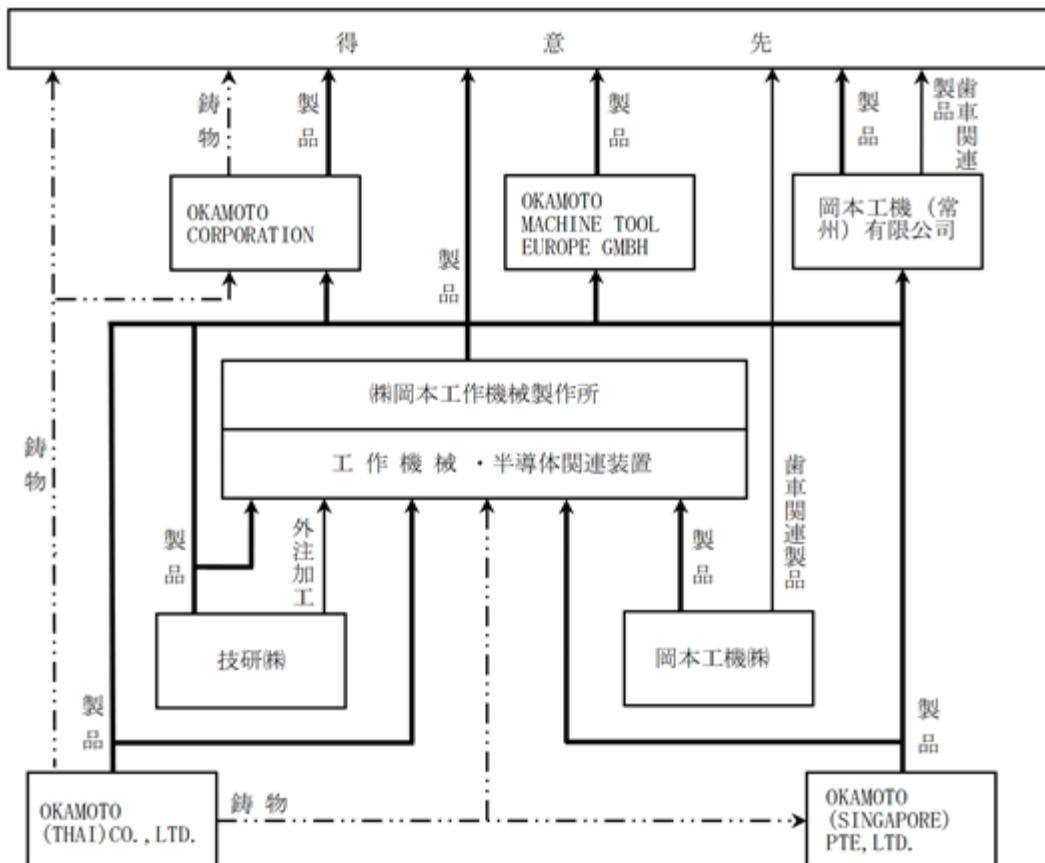 得意先
鋳物
製品
製品
製品
製品
歯車関連
製品
OKAMOTO
CORPORATION
OKAMOTO
MACHINE TOOL
EUROPE GMBH
岡本工機（常
州）有限公司
㈱岡本工作機械製作所
工作機械・半導体関連装置
鋳物
製品
外注加工
製品
歯車関連製品
技研㈱
岡本工機㈱
製品
製品
OKAMOTO
(THAI)CO.,LTD.
鋳物
OKAMOTO
(SINGAPORE)
PTE,LTD.